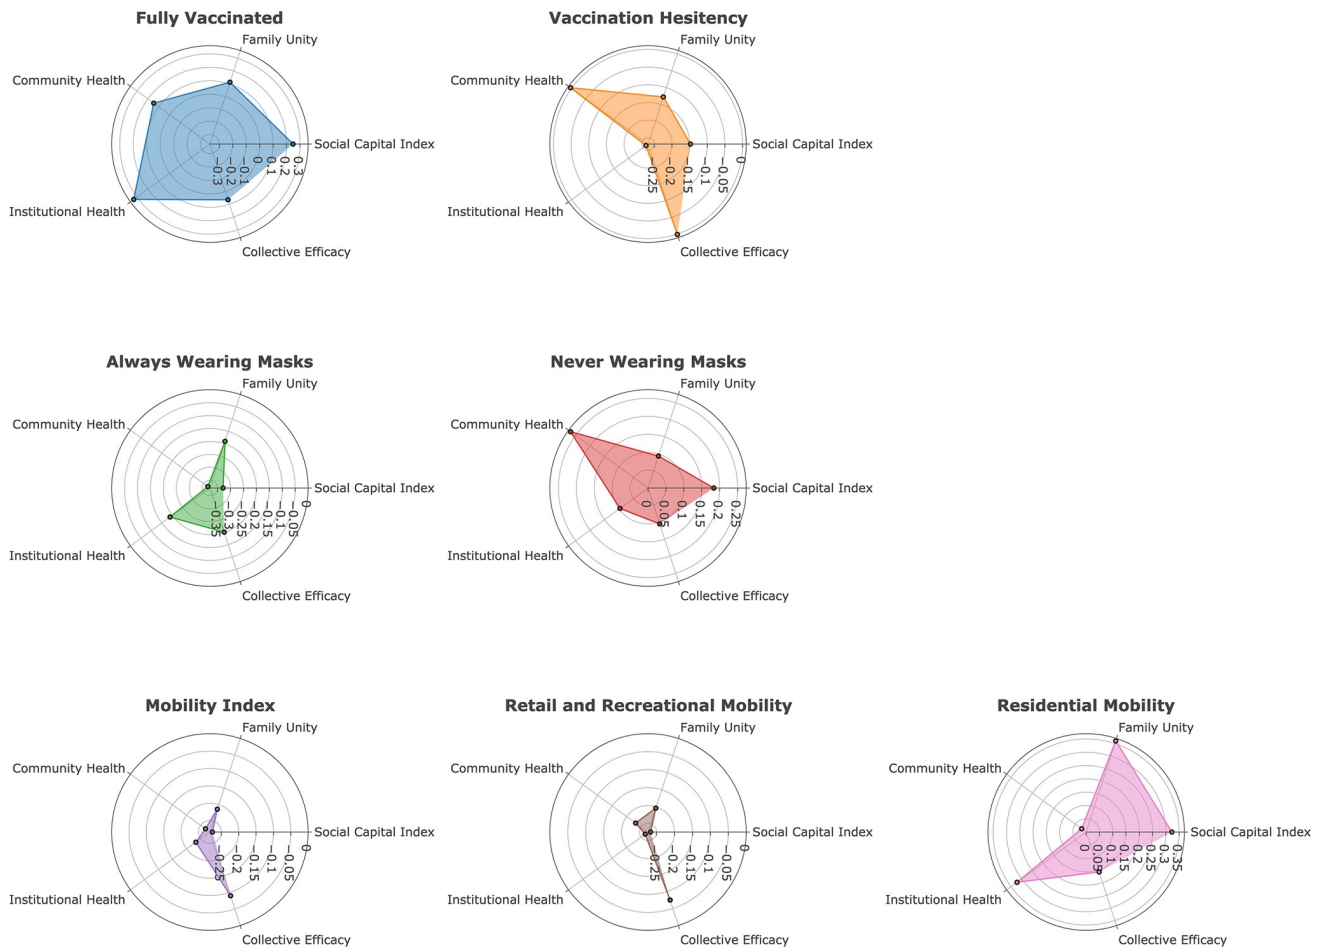 Fully Vaccinated
Family Unity
Community Health
Social Capital Index
−0.3
−0.2
−0.1
0
0.1
0.2
0.3
Institutional Health
Collective Efficacy
Vaccination Hesitency
Family Unity
Community Health
Social Capital Index
−0.25
−0.2
−0.15
−0.1
−0.05
0
Institutional Health
Collective Efficacy
Always Wearing Masks
Family Unity
Community Health
Social Capital Index
−0.35
−0.3
−0.25
−0.2
−0.15
−0.1
−0.05
0
Institutional Health
Collective Efficacy
Never Wearing Masks
Family Unity
Community Health
Social Capital Index
0
0.05
0.1
0.15
0.2
0.25
Institutional Health
Collective Efficacy
Mobility Index
Family Unity
Community Health
Social Capital Index
−0.25
−0.2
−0.15
−0.1
−0.05
0
Institutional Health
Collective Efficacy
Retail and Recreational Mobility
Family Unity
Community Health
Social Capital Index
−0.25
−0.2
−0.15
−0.1
−0.05
0
Institutional Health
Collective Efficacy
Residential Mobility
Family Unity
Community Health
Social Capital Index
0
0.05
0.1
0.15
0.2
0.25
0.3
0.35
Institutional Health
Collective Efficacy